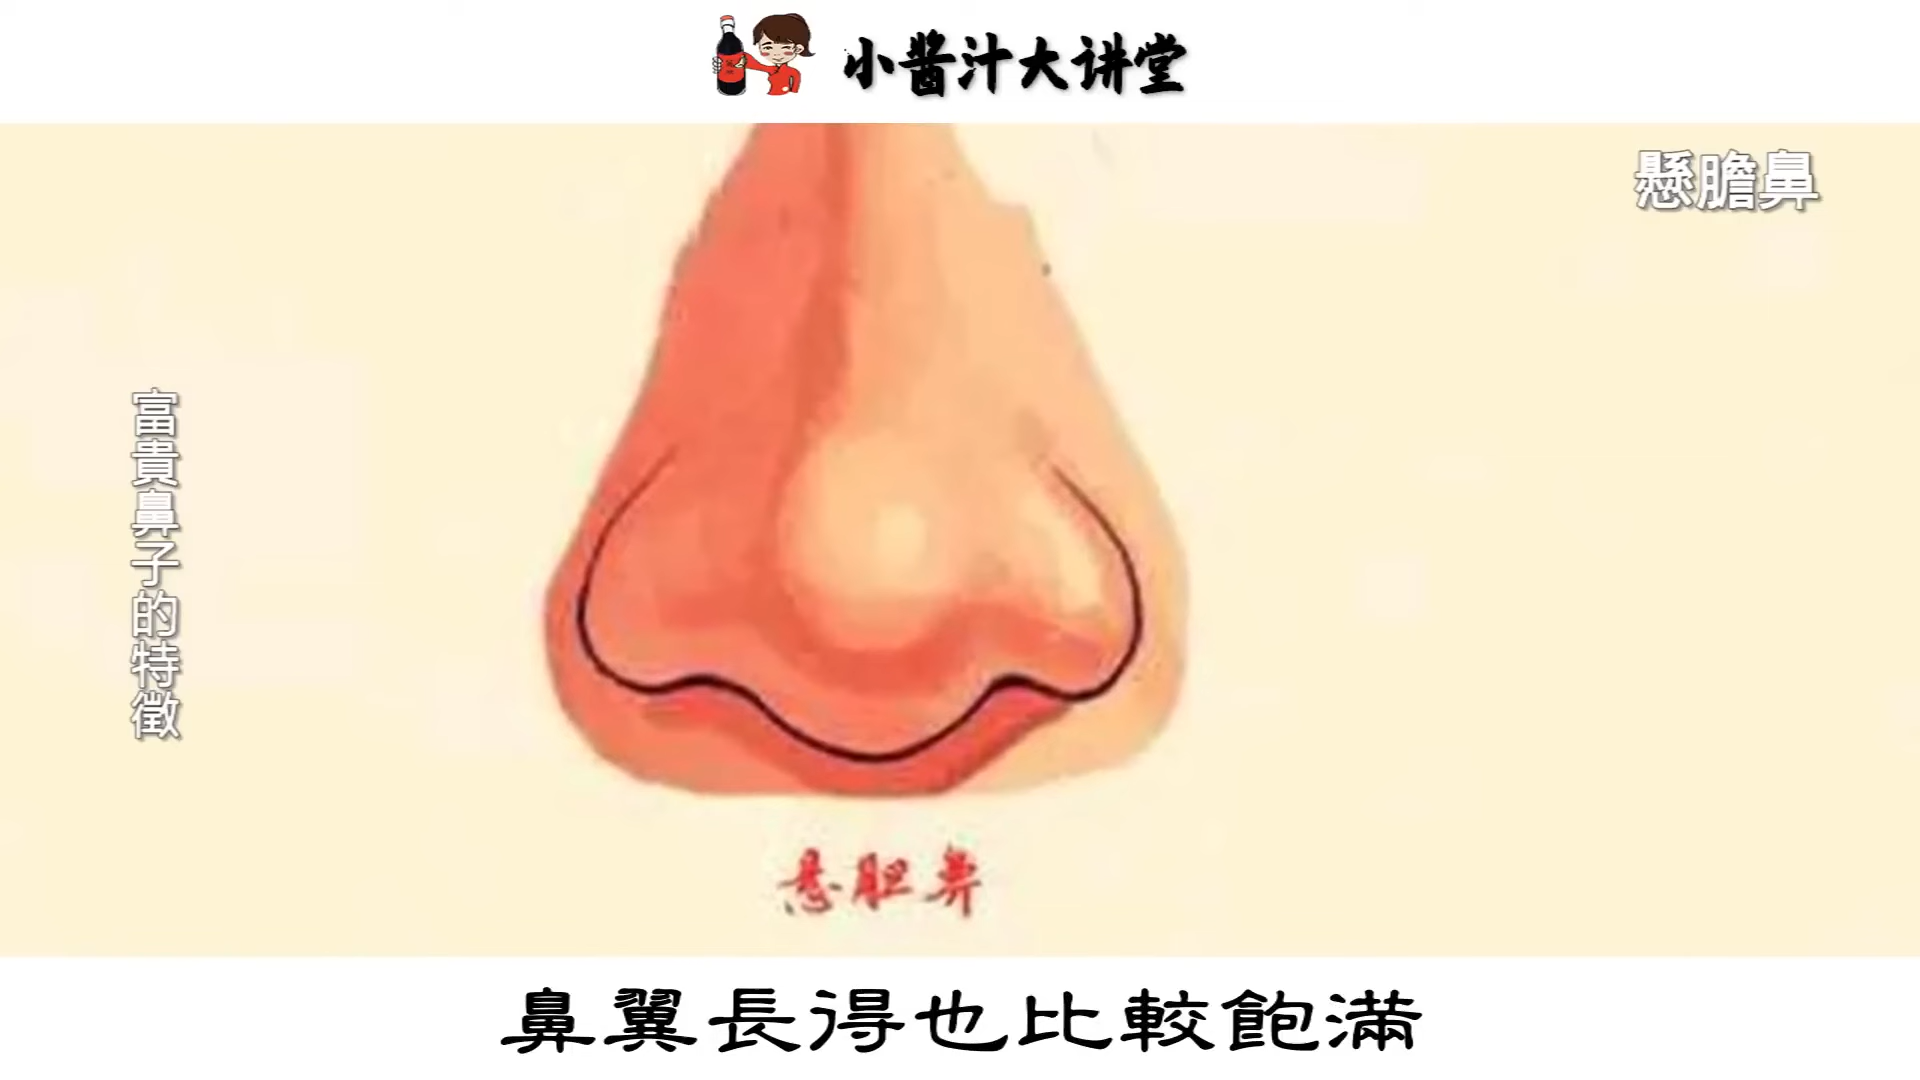 小酱汁大讲堂
懸膽鼻
富貴鼻子的特徵
悬胆鼻
鼻翼長得也比較飽滿